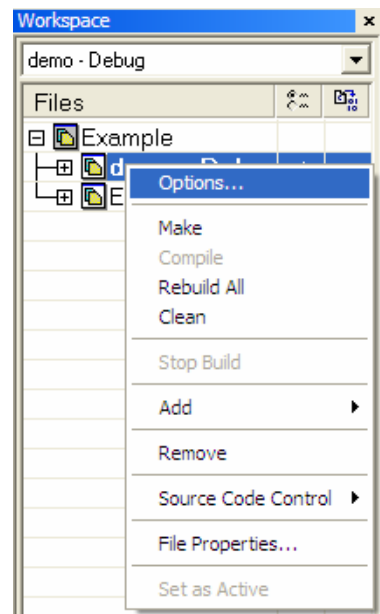 Workspace
demo - Debug
Files
Example
Options...
Make
Compile
Rebuild All
Clean
Stop Build
Add
Remove
Source Code Control
File Properties...
Set as Active